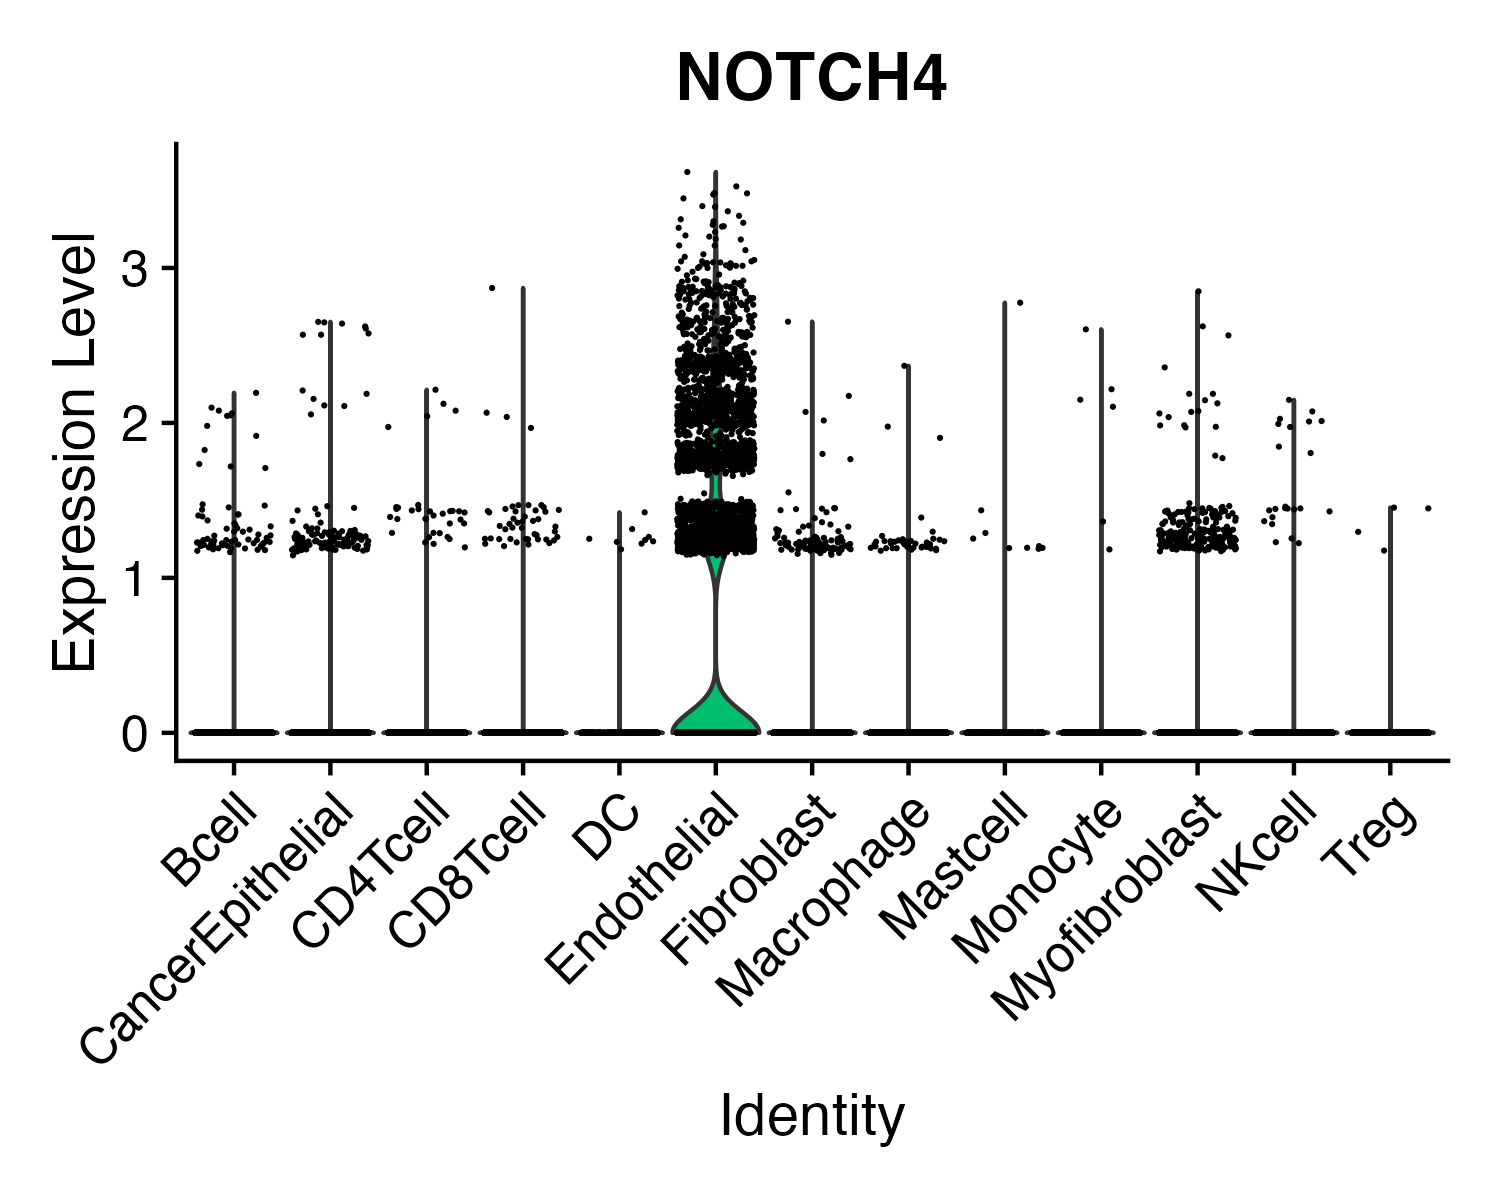 NOTCH4
Expression Level
3
2
1
0
Bcell
CancerEpithelial
CD4Tcell
CD8Tcell
DC
Endothelial
Fibroblast
Macrophage
Mastcell
Monocyte
Myofibroblast
NKcell
Treg
Identity